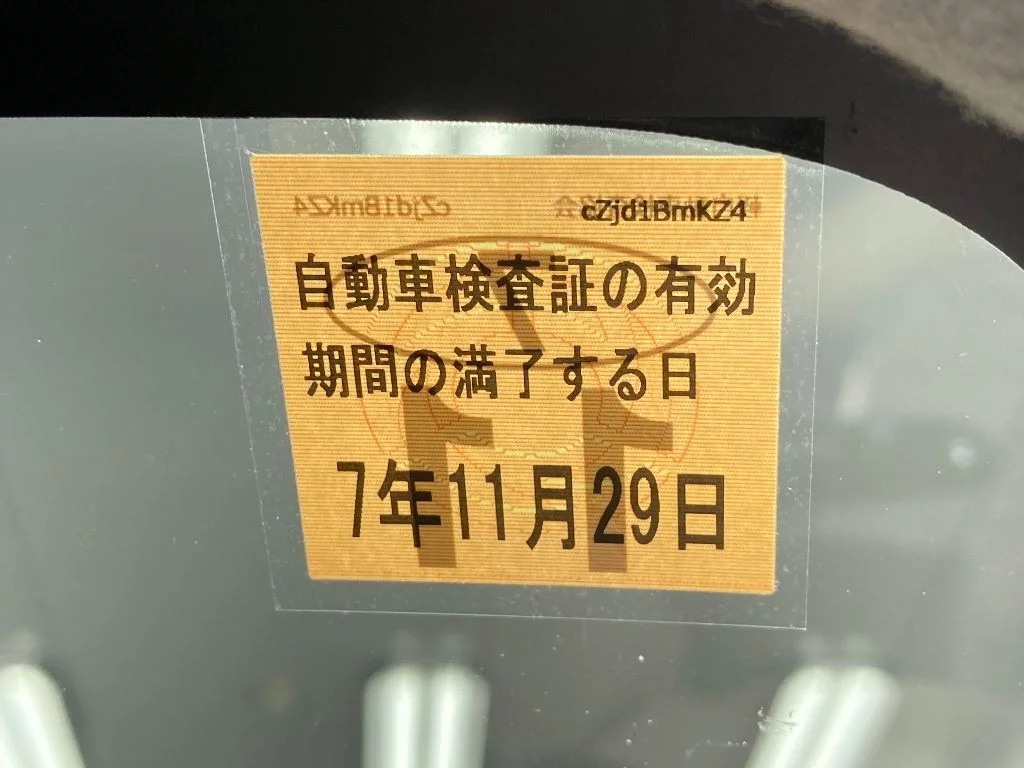 cZjd1BmKZ4
自動車検査証の有効
期間の満了する日
7年11月29日